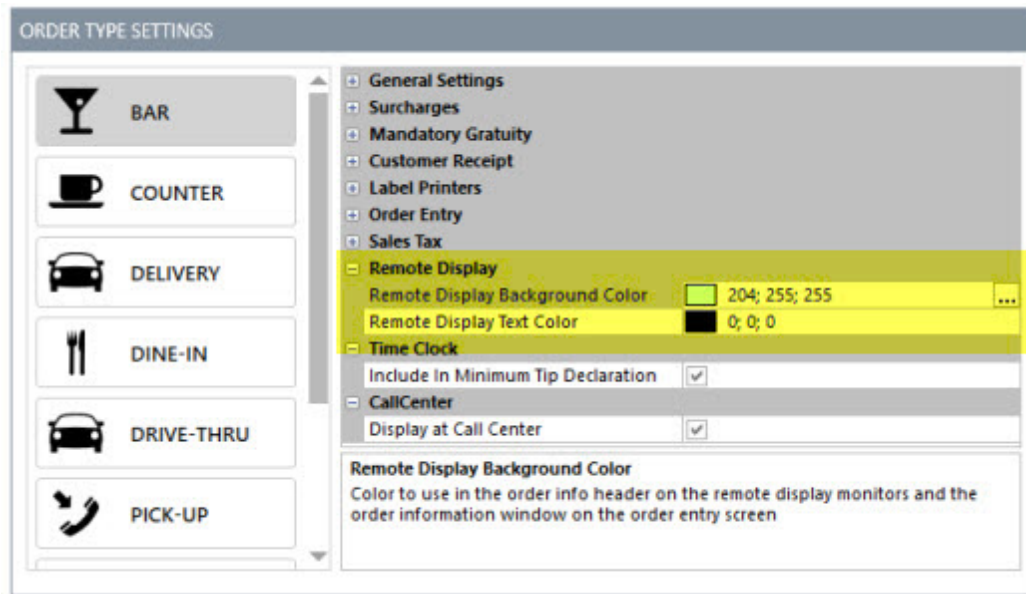 ORDER TYPE SETTINGS
BAR
COUNTER
DELIVERY
DINE-IN
DRIVE-THRU
PICK-UP
General Settings
Surcharges
Mandatory Gratuity
Customer Receipt
Label Printers
Order Entry
Sales Tax
Remote Display
Remote Display Background Color 204; 255; 255 ...
Remote Display Text Color 0; 0; 0
Time Clock
Include In Minimum Tip Declaration
CallCenter
Display at Call Center
Remote Display Background Color
Color to use in the order info header on the remote display monitors and the
order information window on the order entry screen